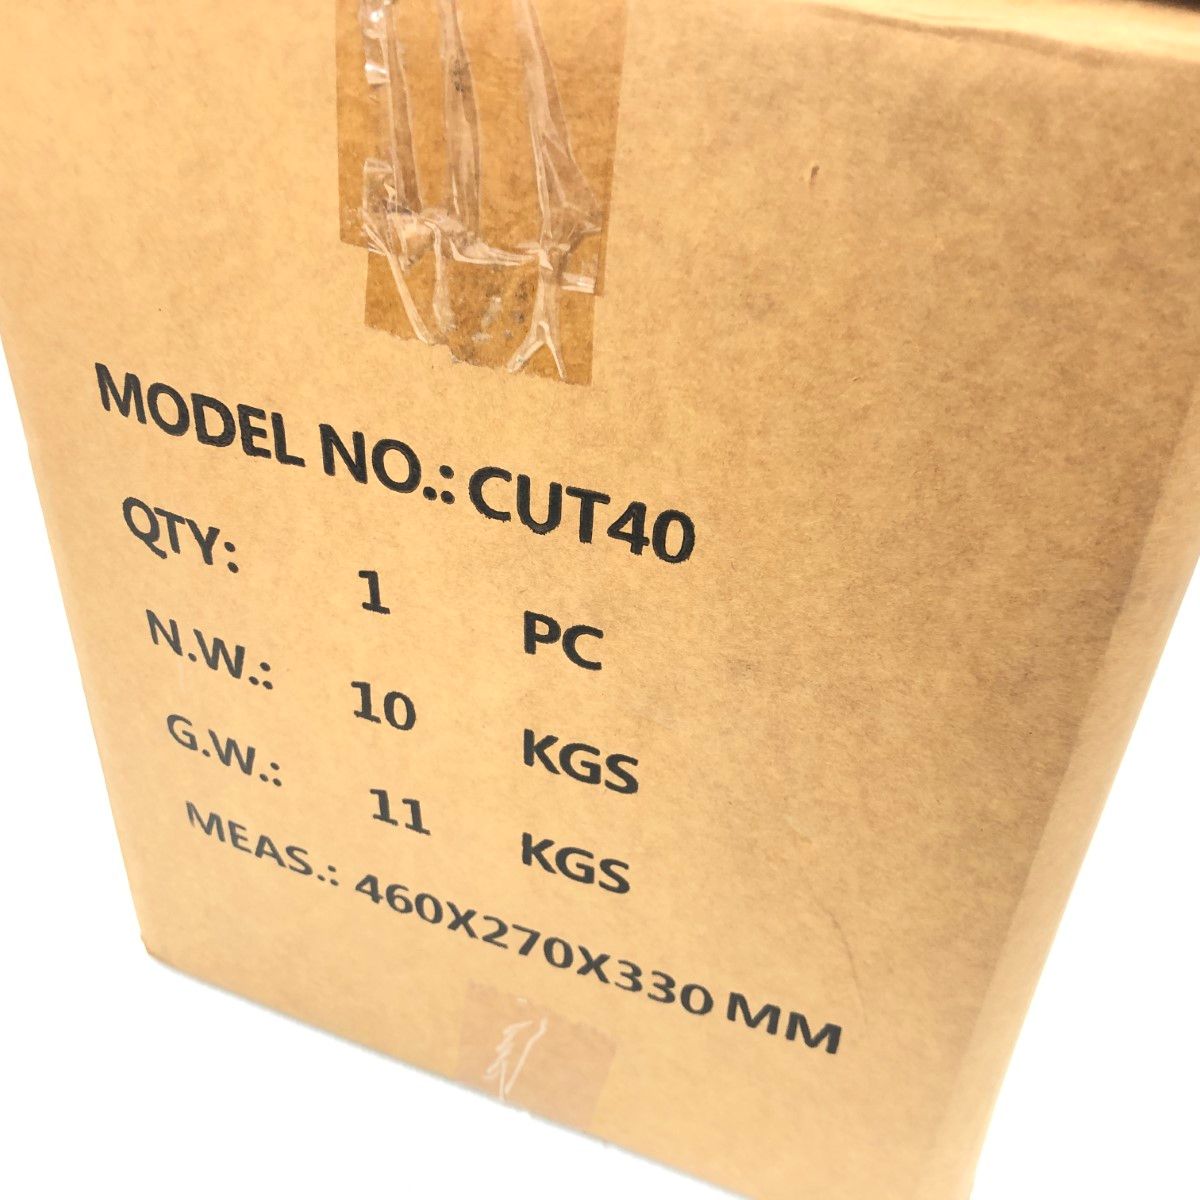 MODEL NO.: CUT40
QTY: 1 PC
N.W.: 10 KGS
G.W.: 11 KGS
MEAS.: 460X270X330 MM